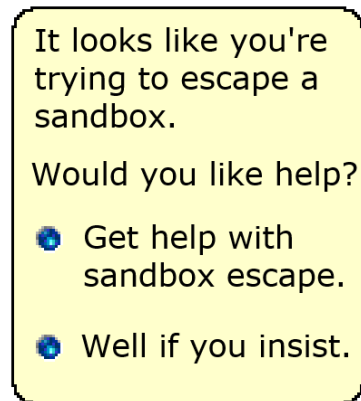 It looks like you're
trying to escape a
sandbox.
Would you like help?
Get help with
sandbox escape.
Well if you insist.